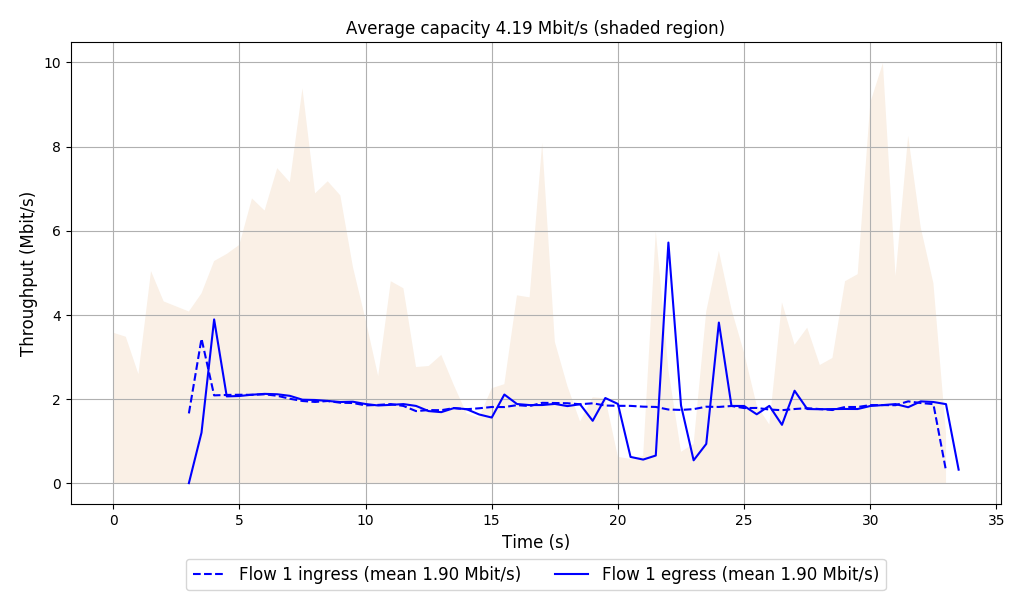 Average capacity 4.19 Mbit/s (shaded region)
10
8
6
4
2
0
Throughput (Mbit/s)
0 5 10 15 20 25 30 35
Time (s)
Flow 1 ingress (mean 1.90 Mbit/s) Flow 1 egress (mean 1.90 Mbit/s)